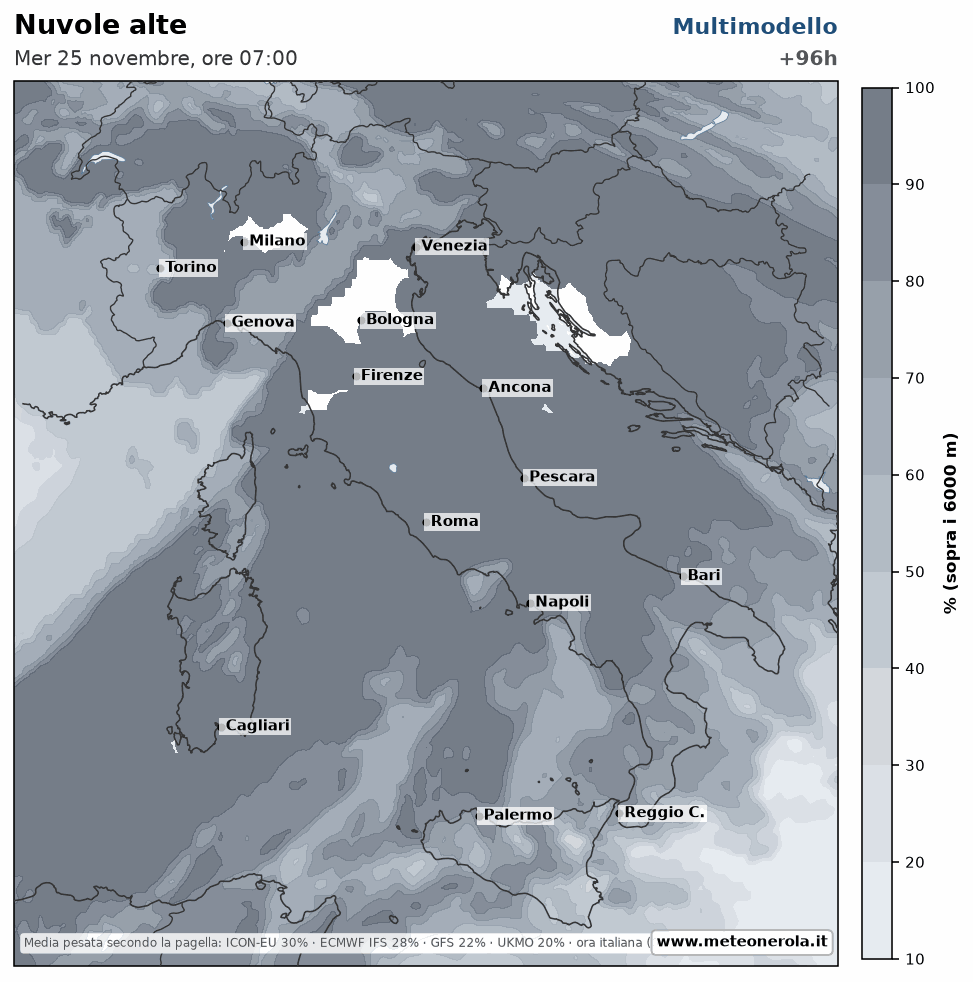 Nuvole alte
Multimodello
Mer 25 novembre, ore 07:00
+96h
100
90
80
70
60
50
40
30
20
10
% (sopra i 6000 m)
Milano
Venezia
Torino
Genova
Bologna
Firenze
Ancona
Pescara
Roma
Bari
Napoli
Cagliari
Palermo
Reggio C.
Media pesata secondo la pagella: ICON-EU 30% · ECMWF IFS 28% · GFS 22% · UKMO 20% · ora italiana (
www.meteonerola.it